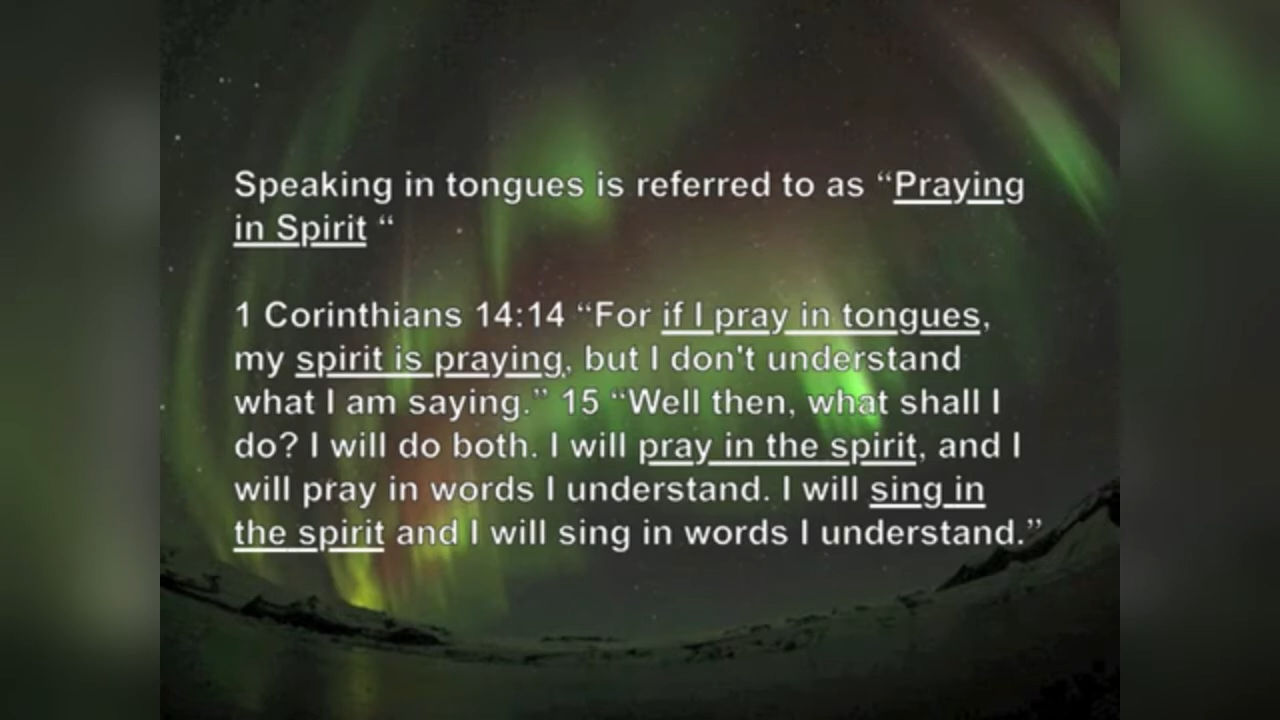 Speaking in tongues is referred to as “Praying
in Spirit “
1 Corinthians 14:14 “For if I pray in tongues,
my spirit is praying, but I don't understand
what I am saying.” 15 “Well then, what shall I
do? I will do both. I will pray in the spirit, and I
will pray in words I understand. I will sing in
the spirit and I will sing in words I understand.”